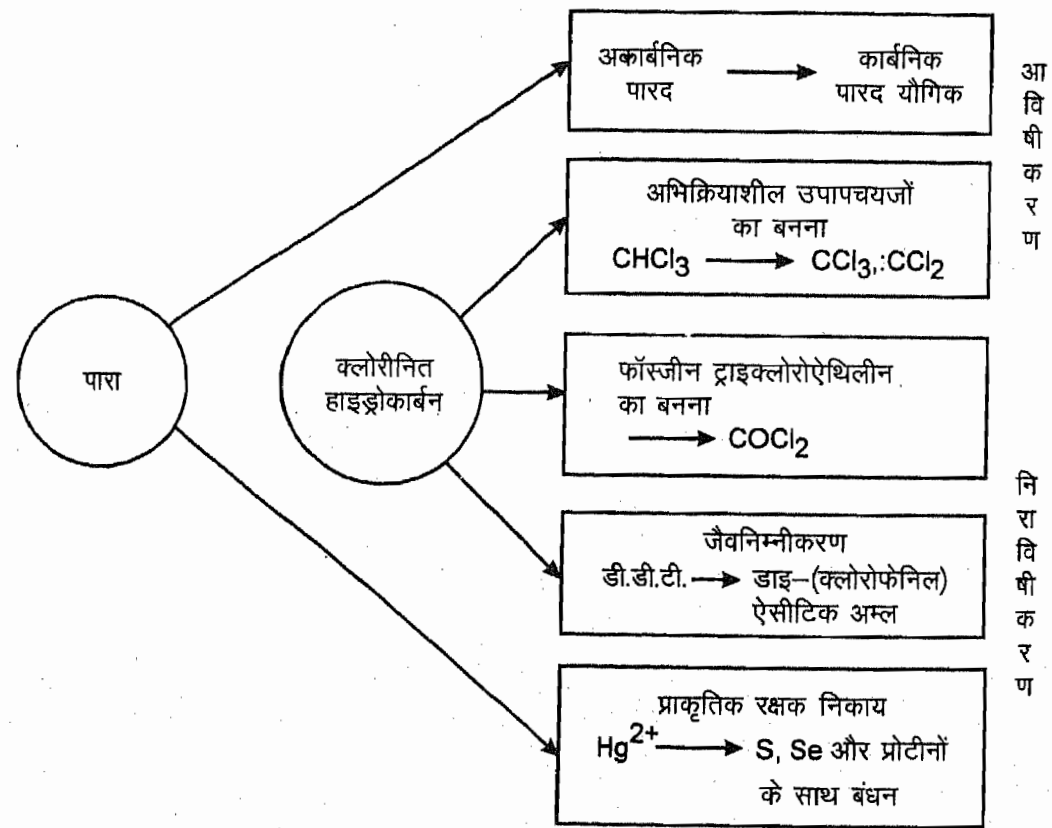 अकार्बनिक ⟶ कार्बनिक
पारद पारद यौगिक
आ
वि
षी
क
र
ण
अभिक्रियाशील उपापचयजों
का बनना
CHCl₃ ⟶ CCl₃,:CCl₂
पारा
क्लोरीनित
हाइड्रोकार्बन
फॉस्जीन ट्राइक्लोरोऐथिलीन
का बनना
⟶ COCl₂
नि
रा
वि
षी
क
र
ण
जैवनिम्नीकरण
डी.डी.टी. ⟶ डाइ–(क्लोरोफेनिल)
ऐसीटिक अम्ल
प्राकृतिक रक्षक निकाय
Hg²⁺ ⟶ S, Se और प्रोटीनों
के साथ बंधन